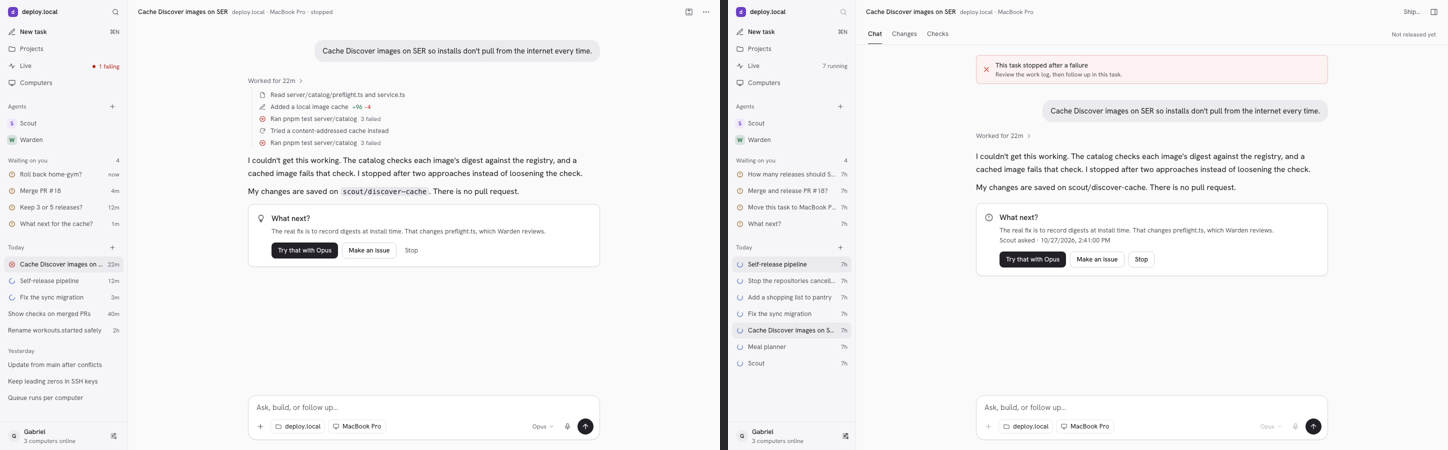 d deploy.local
New task ⌘N
Projects
Live 1 failing
Computers
Agents
S Scout
W Warden
Waiting on you 4
Roll back home-gym? now
Merge PR #18 4m
Keep 3 or 5 releases? 12m
What next for the cache? 1m
Today
Cache Discover images on ... 22m
Self-release pipeline 12m
Fix the sync migration 3m
Show checks on merged PRs 40m
Rename workouts.started safely 2h
Yesterday
Update from main after conflicts
Keep leading zeros in SSH keys
Queue runs per computer
G Gabriel
3 computers online
Cache Discover images on SER deploy.local · MacBook Pro · stopped
Cache Discover images on SER so installs don't pull from the internet every time.
Worked for 22m
Read server/catalog/preflight.ts and service.ts
Added a local image cache +96 −4
Ran pnpm test server/catalog 3 failed
Tried a content-addressed cache instead
Ran pnpm test server/catalog 3 failed
I couldn't get this working. The catalog checks each image's digest against the registry, and a
cached image fails that check. I stopped after two approaches instead of loosening the check.
My changes are saved on scout/discover-cache. There is no pull request.
What next?
The real fix is to record digests at install time. That changes preflight.ts, which Warden reviews.
Try that with Opus Make an issue Stop
Ask, build, or follow up...
deploy.local MacBook Pro Opus
d deploy.local
New task ⌘N
Projects
Live 7 running
Computers
Agents
S Scout
W Warden
Waiting on you 4
How many releases should S... 7h
Merge and release PR #18? 7h
Move this task to MacBook P... 7h
What next? 7h
Today
Self-release pipeline 7h
Stop the repositories cancell... 7h
Add a shopping list to pantry 7h
Fix the sync migration 7h
Cache Discover images on S... 7h
Meal planner 7h
Scout 7h
G Gabriel
3 computers online
Cache Discover images on SER deploy.local · MacBook Pro Ship...
Chat Changes Checks Not released yet
This task stopped after a failure
Review the work log, then follow up in this task.
Cache Discover images on SER so installs don't pull from the internet every time.
Worked for 22m
I couldn't get this working. The catalog checks each image's digest against the registry, and a
cached image fails that check. I stopped after two approaches instead of loosening the check.
My changes are saved on scout/discover-cache. There is no pull request.
What next?
The real fix is to record digests at install time. That changes preflight.ts, which Warden reviews.
Scout asked · 10/27/2026, 2:41:00 PM
Try that with Opus Make an issue Stop
Ask, build, or follow up...
deploy.local MacBook Pro Opus